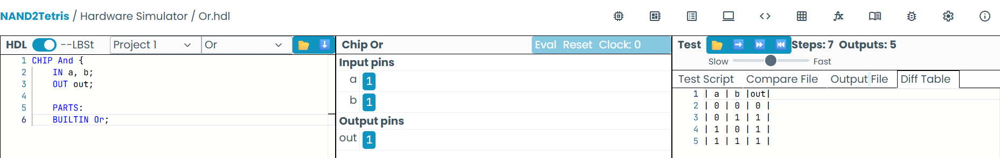 NAND2Tetris / Hardware Simulator / Or.hdl
HDL --LBSt Project 1 Or
1 CHIP And {
2 IN a, b;
3 OUT out;
4
5 PARTS:
6 BUILTIN Or;
Chip Or Eval Reset Clock: 0
Input pins
a 1
b 1
Output pins
out 1
Test Steps: 7 Outputs: 5
Slow Fast
Test Script Compare File Output File Diff Table
1 | a | b |out|
2 | 0 | 0 | 0 |
3 | 0 | 1 | 1 |
4 | 1 | 0 | 1 |
5 | 1 | 1 | 1 |